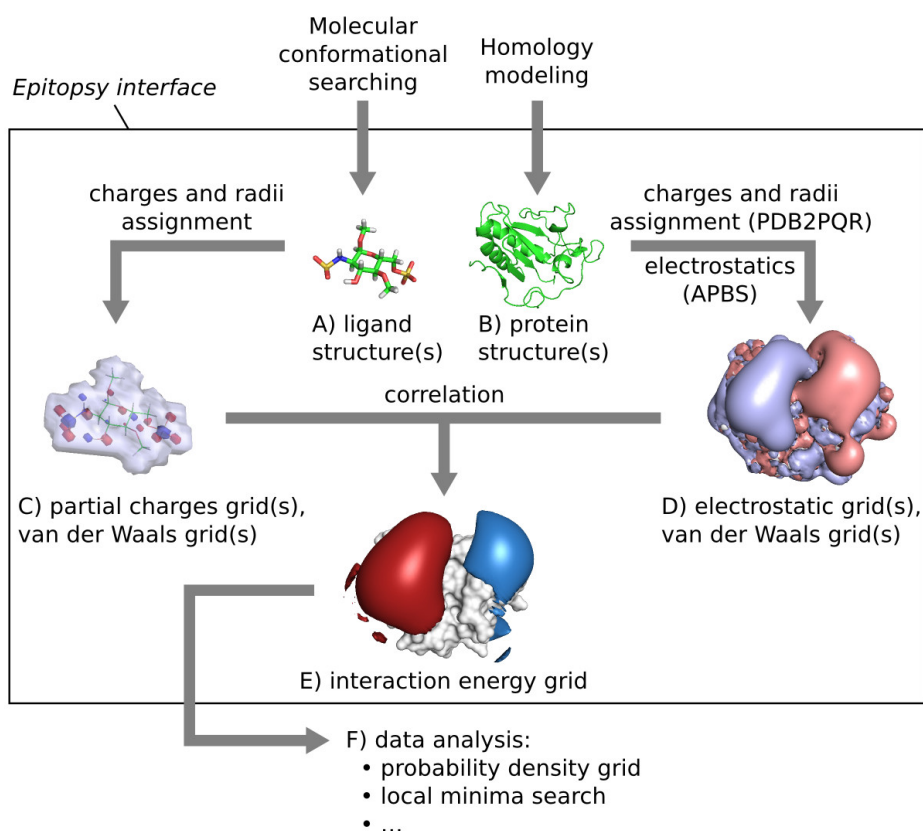 Molecular
conformational
searching
Homology
modeling
Epitopsy interface
charges and radii
assignment
charges and radii
assignment (PDB2PQR)
electrostatics
(APBS)
A) ligand
structure(s)
B) protein
structure(s)
correlation
C) partial charges grid(s),
van der Waals grid(s)
D) electrostatic grid(s),
van der Waals grid(s)
E) interaction energy grid
F) data analysis:
• probability density grid
• local minima search
• ...